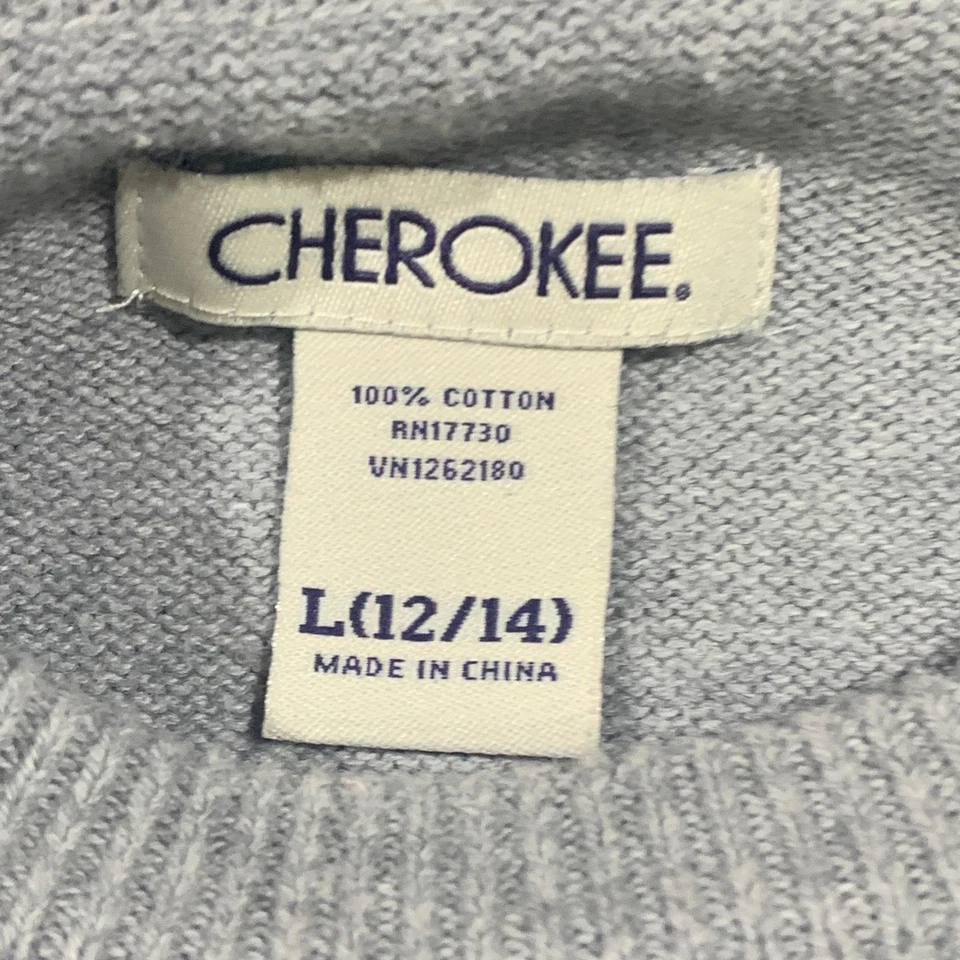 CHEROKEE
100% COTTON
RN17730
VN1262180
L(12/14)
MADE IN CHINA